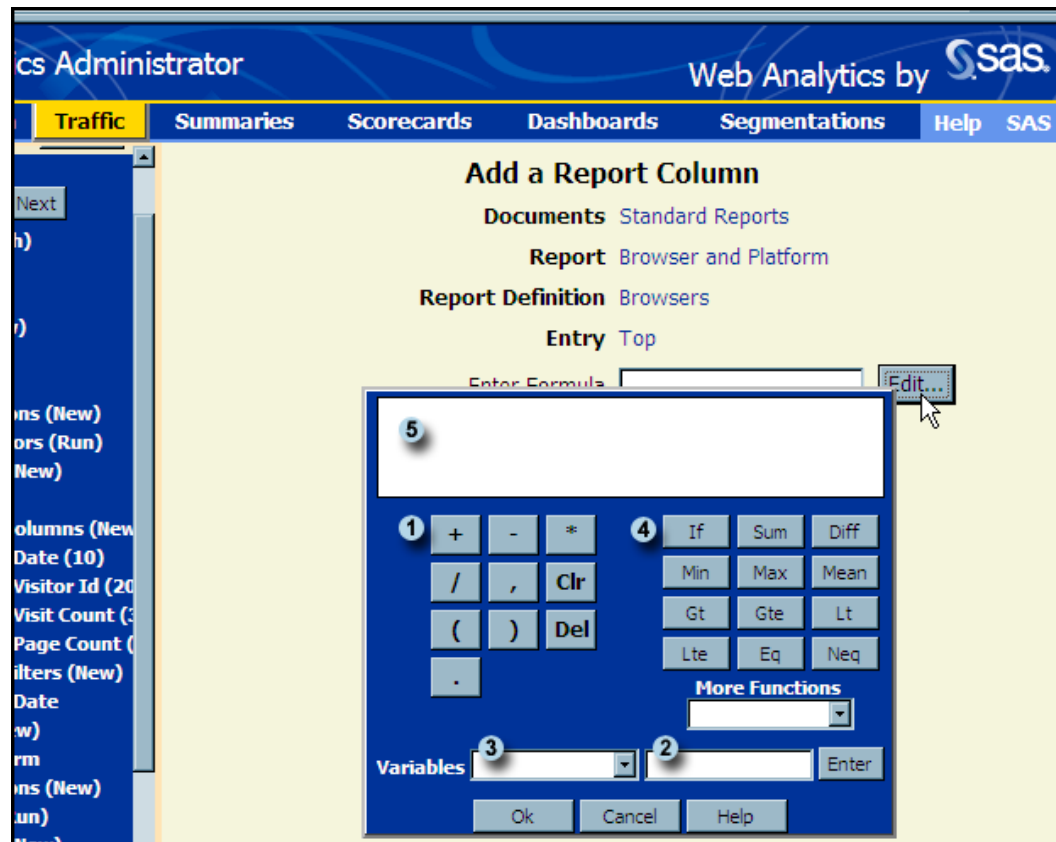 ics Administrator
Web Analytics by sas.
Traffic Summaries Scorecards Dashboards Segmentations Help SAS
Next
Add a Report Column
Documents Standard Reports
h)
Report Browser and Platform
Report Definition Browsers
Entry Top
Enter Formula Edit...
ons (New)
ors (Run)
New)
olumns (New
Date (10)
Visitor Id (20
Visit Count (3
Page Count (
ilters (New)
Date
ew)
rm
ons (New)
un)
5
1 + - *
/ , Clr
( ) Del
.
4 If Sum Diff
Min Max Mean
Gt Gte Lt
Lte Eq Neq
More Functions
Variables 3 2 Enter
Ok Cancel Help